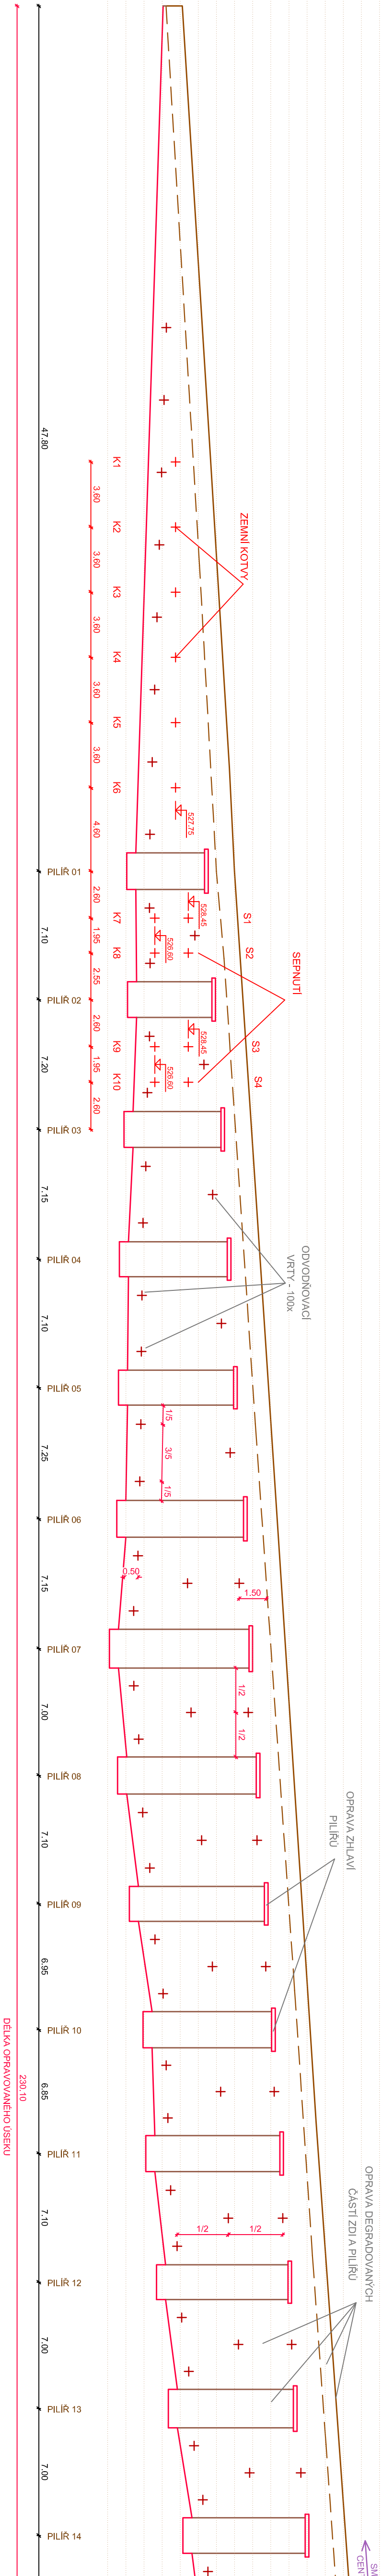 ZEMNÍ KOTVY
K1
K2
K3
K4
K5
K6
3.60
3.60
3.60
3.60
3.60
4.60
47.80
527.75
528.45
526.60
528.45
526.60
S1
S2
S3
S4
SEPNUTÍ
K7
K8
K9
K10
2.60
1.95
2.55
2.60
1.95
2.60
PILÍŘ 01
7.10
PILÍŘ 02
7.20
PILÍŘ 03
7.15
PILÍŘ 04
7.10
PILÍŘ 05
7.25
PILÍŘ 06
7.15
PILÍŘ 07
7.00
PILÍŘ 08
7.10
PILÍŘ 09
6.95
PILÍŘ 10
6.85
PILÍŘ 11
7.10
PILÍŘ 12
7.00
PILÍŘ 13
7.00
PILÍŘ 14
ODVODŇOVACÍ
VRTY - 100x
1/5
3/5
1/5
0.50
1.50
1/2
1/2
OPRAVA ZHLAVÍ
PILÍŘŮ
1/2
1/2
OPRAVA DEGRADOVANÝCH
ČÁSTÍ ZDI A PILÍŘŮ
230.10
DÉLKA OPRAVOVANÉHO ÚSEKU
SM
CENT